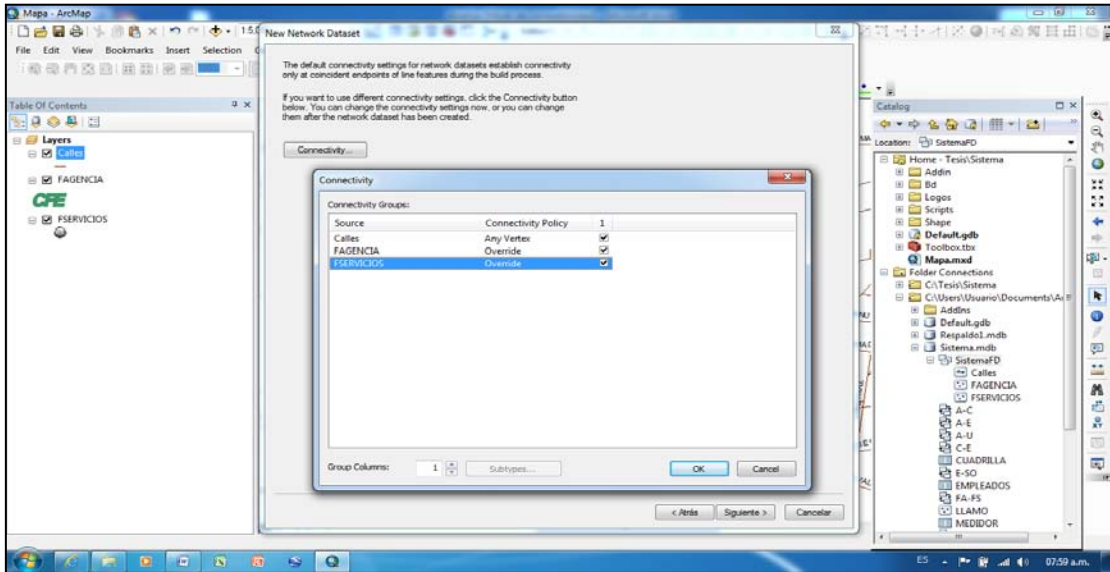 Mapa - ArcMap
File Edit View Bookmarks Insert Selection
Table Of Contents
Layers
Calles
FAGENCIA
CFE
FSERVICIOS
New Network Dataset
The default connectivity settings for network datasets establish connectivity
only at coincident endpoints of line features during the build process.
If you want to use different connectivity settings, click the Connectivity button
below. You can change the connectivity settings now, or you can change
them after the network dataset has been created.
Connectivity...
Connectivity
Connectivity Groups:
Source Connectivity Policy 1
Calles Any Vertex
FAGENCIA Override
FSERVICIOS Override
Group Columns: 1 Subtypes...
OK Cancel
< Atrás Siguiente > Cancelar
Catalog
Location: SistemaFD
Home - Tesis\Sistema
Addin
Bd
Logos
Scripts
Shape
Default.gdb
Toolbox.tbx
Mapa.mxd
Folder Connections
C:\Tesis\Sistema
C:\Users\Usuario\Documents\Ar
AddIns
Default.gdb
Respaldo1.mdb
Sistema.mdb
SistemaFD
Calles
FAGENCIA
FSERVICIOS
A-C
A-E
A-U
C-E
CUADRILLA
E-SO
EMPLEADOS
FA-FS
LLAMO
MEDIDOR
ES 07:59 a.m.